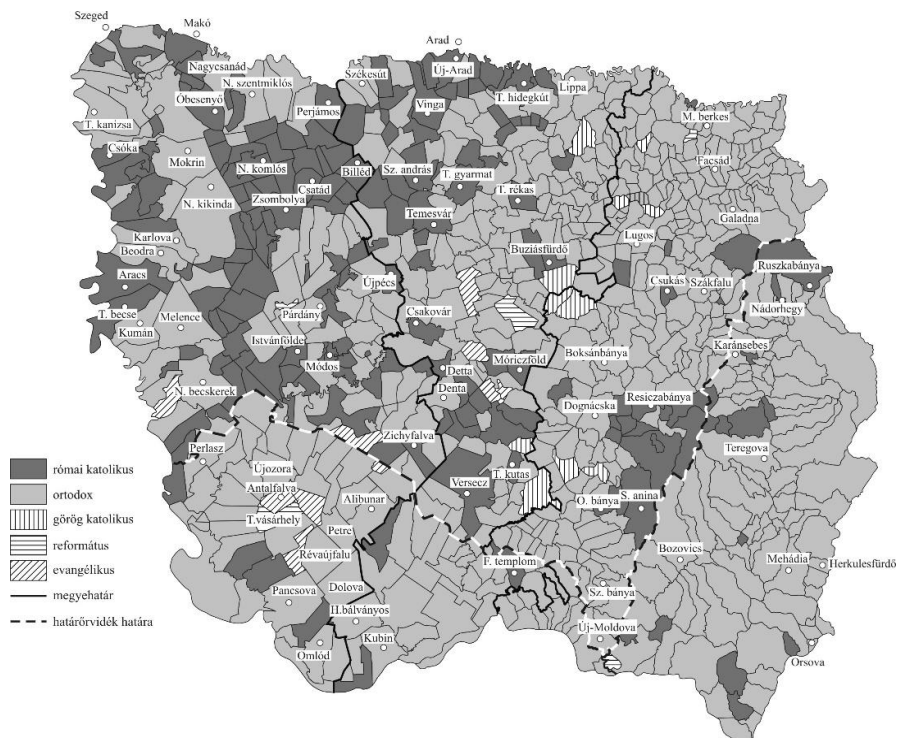 Szeged
Makó
Arad
Nagycsanád
N. szentmiklós
Székesút
Új-Arad
T. hidegkút
Lippa
Óbesenyő
Perjámos
Vinga
M. berkes
T. kanizsa
Csóka
Mokrin
N. komlós
Billéd
Sz. andrás
T. gyarmat
Facsád
N. kikinda
Csatád
Zsombolya
T. rékas
Temesvár
Galadna
Karlova
Beodra
Lugos
Buziásfürdő
Aracs
Újpécs
Csukás
Szákfalu
Ruszkabánya
T. becse
Kumán
Melence
Párdány
Csakovár
Nádorhegy
Istvánfölde
Módos
Móriczföld
Boksánbánya
Karánsebes
N. becskerek
Detta
Denta
Dognácska
Resiczabánya
Perlasz
Zichyfalva
Teregova
Újozora
Antalfalva
T.vásárhely
Alibunar
Versecz
T. kutas
O. bánya
S. anina
Petre
Révaújfalu
Bozovics
Mehádia
Herkulesfürdő
Pancsova
Dolova
F. templom
Sz. bánya
H.bálványos
Kubin
Omlód
Új-Moldova
Orsova
római katolikus
ortodox
görög katolikus
református
evangélikus
megyehatár
határőrvidék határa